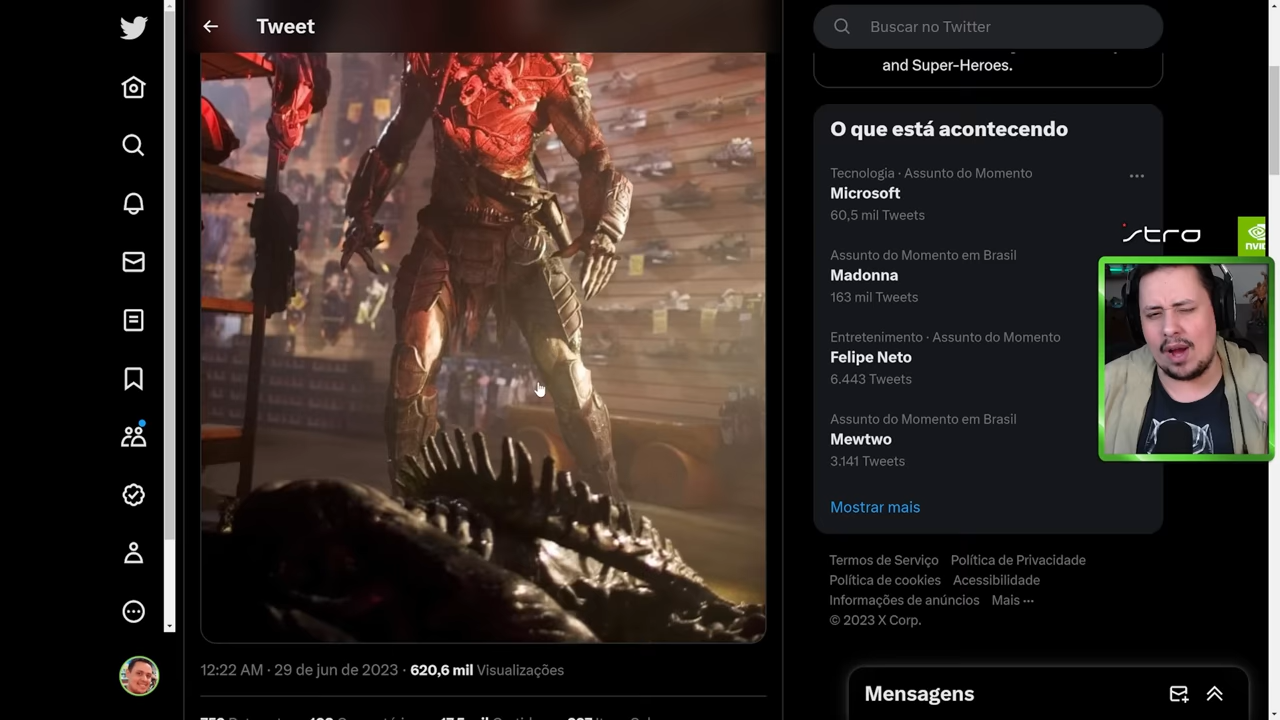 Tweet
12:22 AM · 29 de jun de 2023 · 620,6 mil Visualizações
Buscar no Twitter
and Super-Heroes.
O que está acontecendo
Tecnologia · Assunto do Momento
Microsoft
60,5 mil Tweets
Assunto do Momento em Brasil
Madonna
163 mil Tweets
Entretenimento · Assunto do Momento
Felipe Neto
6.443 Tweets
Assunto do Momento em Brasil
Mewtwo
3.141 Tweets
Mostrar mais
Termos de Serviço Política de Privacidade
Política de cookies Acessibilidade
Informações de anúncios Mais ···
© 2023 X Corp.
Mensagens